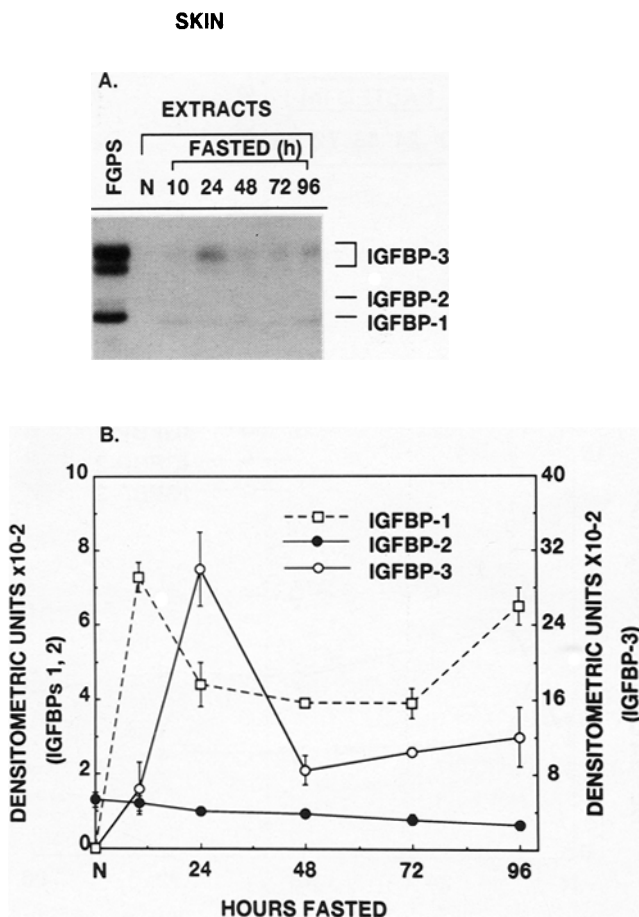 SKIN
A.
EXTRACTS
FASTED (h)
FGPS
N 10 24 48 72 96
IGFBP-3
IGFBP-2
IGFBP-1
B.
10
8
6
4
2
0
DENSITOMETRIC UNITS x10-2
(IGFBPs 1, 2)
IGFBP-1
IGFBP-2
IGFBP-3
40
32
24
16
8
DENSITOMETRIC UNITS X10-2
(IGFBP-3)
N 24 48 72 96
HOURS FASTED